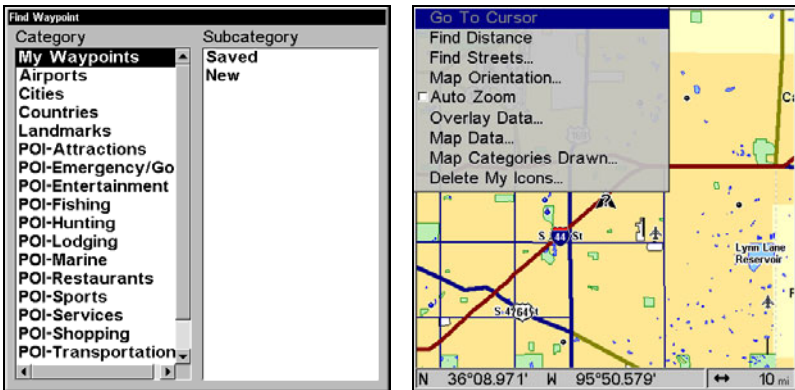 Find Waypoint
Category
Subcategory
My Waypoints
Airports
Cities
Countries
Landmarks
POI-Attractions
POI-Emergency/Go
POI-Entertainment
POI-Fishing
POI-Hunting
POI-Lodging
POI-Marine
POI-Restaurants
POI-Sports
POI-Services
POI-Shopping
POI-Transportation
Saved
New
Go To Cursor
Find Distance
Find Streets...
Map Orientation...
Auto Zoom
Overlay Data...
Map Data...
Map Categories Drawn...
Delete My Icons...
Ca
S 44 St
Lynn Lane
Reservoir
N 36°08.971' W 95°50.579' ↔ 10 mi